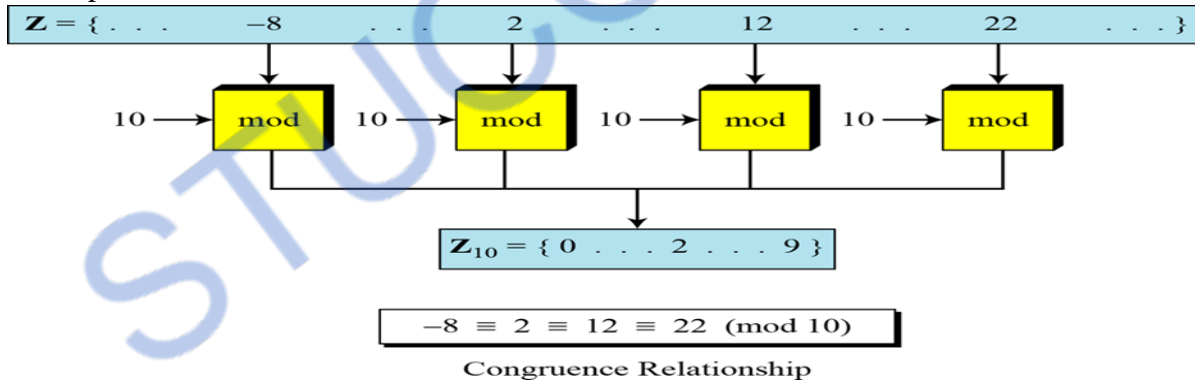 Z = { . . . −8 . . . 2 . . . 12 . . . 22 . . . }
10 mod 10 mod 10 mod 10 mod
Z₁₀ = { 0 . . . 2 . . . 9 }
−8 ≡ 2 ≡ 12 ≡ 22 (mod 10)
Congruence Relationship
STUC